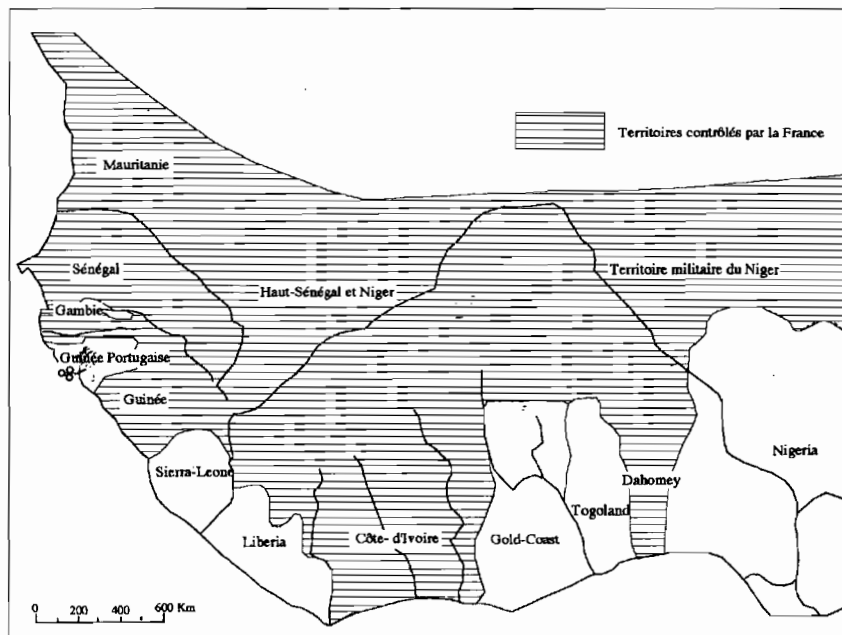 Territoires contrôlés par la France
Mauritanie
Sénégal
Territoire militaire du Niger
Haut-Sénégal et Niger
Gambie
Guinée Portugaise
Guinée
Nigeria
Sierra-Leone
Dahomey
Togoland
Liberia
Côte- d'Ivoire
Gold-Coast
0 200 400 600 Km